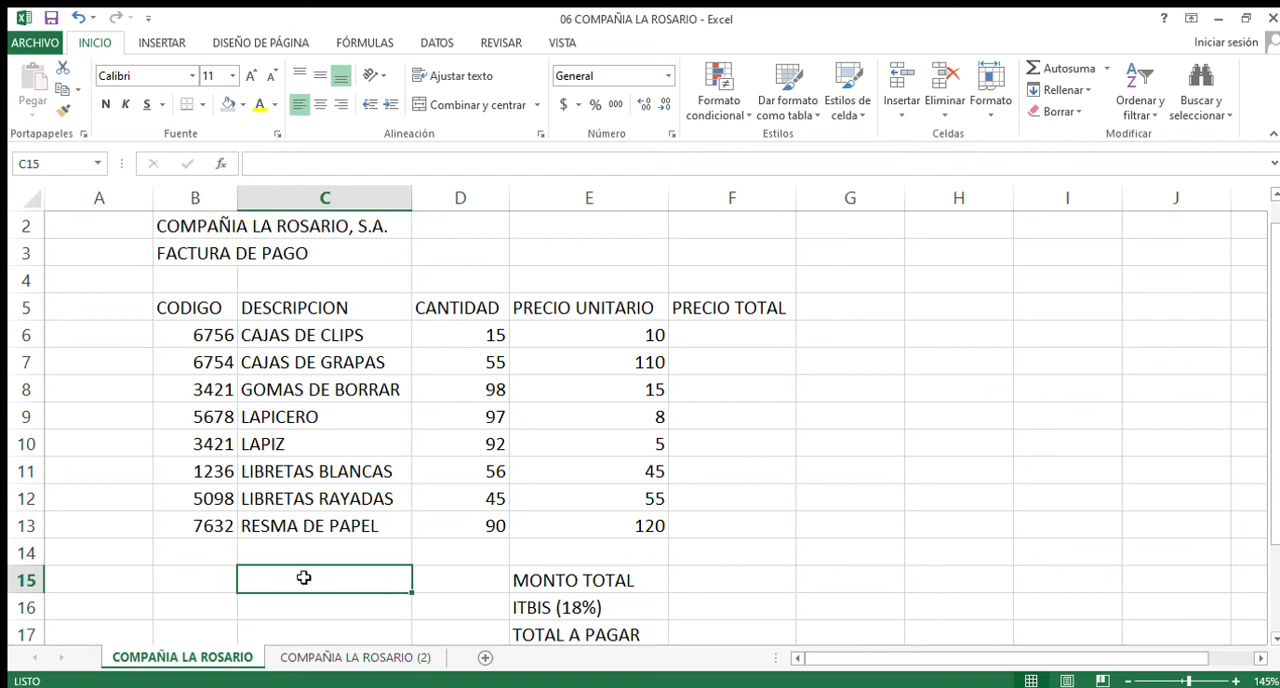 06 COMPAÑIA LA ROSARIO - Excel
?
ARCHIVO INICIO INSERTAR DISEÑO DE PÁGINA FÓRMULAS DATOS REVISAR VISTA Iniciar sesión
Pegar
Calibri 11
N K S
Ajustar texto
Combinar y centrar
General
$ % 000
Formato condicional
Dar formato como tabla
Estilos de celda
Insertar Eliminar Formato
Autosuma
Rellenar
Borrar
Ordenar y filtrar
Buscar y seleccionar
Portapapeles Fuente Alineación Número Estilos Celdas Modificar
C15 fx
A B C D E F G H I J
2 COMPAÑIA LA ROSARIO, S.A.
3 FACTURA DE PAGO
4
5 CODIGO DESCRIPCION CANTIDAD PRECIO UNITARIO PRECIO TOTAL
6 6756 CAJAS DE CLIPS 15 10
7 6754 CAJAS DE GRAPAS 55 110
8 3421 GOMAS DE BORRAR 98 15
9 5678 LAPICERO 97 8
10 3421 LAPIZ 92 5
11 1236 LIBRETAS BLANCAS 56 45
12 5098 LIBRETAS RAYADAS 45 55
13 7632 RESMA DE PAPEL 90 120
14
15 MONTO TOTAL
16 ITBIS (18%)
17 TOTAL A PAGAR
COMPAÑIA LA ROSARIO COMPAÑIA LA ROSARIO (2)
LISTO 145%